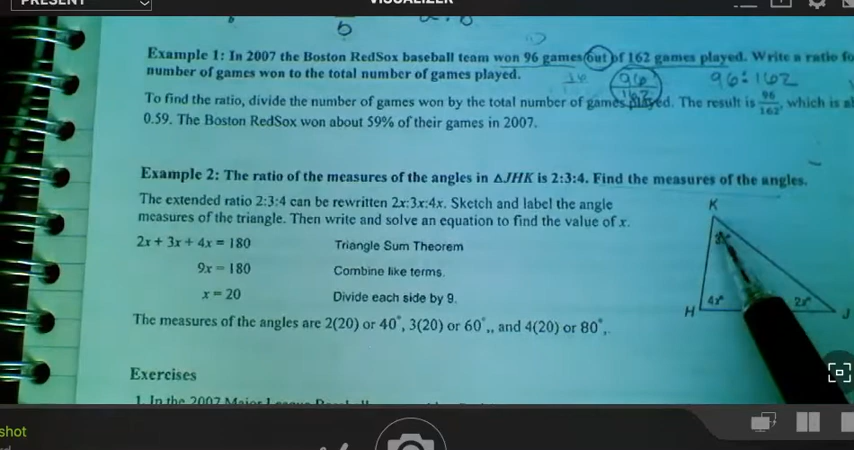 PRESENT
VISUALIZER
b
Example 1: In 2007 the Boston RedSox baseball team won 96 games out of 162 games played. Write a ratio fo
number of games won to the total number of games played.
96
162
96:162
To find the ratio, divide the number of games won by the total number of games played. The result is 96/162, which is a
0.59. The Boston RedSox won about 59% of their games in 2007.
Example 2: The ratio of the measures of the angles in △JHK is 2:3:4. Find the measures of the angles.
The extended ratio 2:3:4 can be rewritten 2x:3x:4x. Sketch and label the angle
measures of the triangle. Then write and solve an equation to find the value of x.
2x + 3x + 4x = 180 Triangle Sum Theorem
9x = 180 Combine like terms.
x = 20 Divide each side by 9.
K
4x°
2x°
H
J
The measures of the angles are 2(20) or 40°, 3(20) or 60°,, and 4(20) or 80°,.
Exercises
1. In the 2007 Major
shot